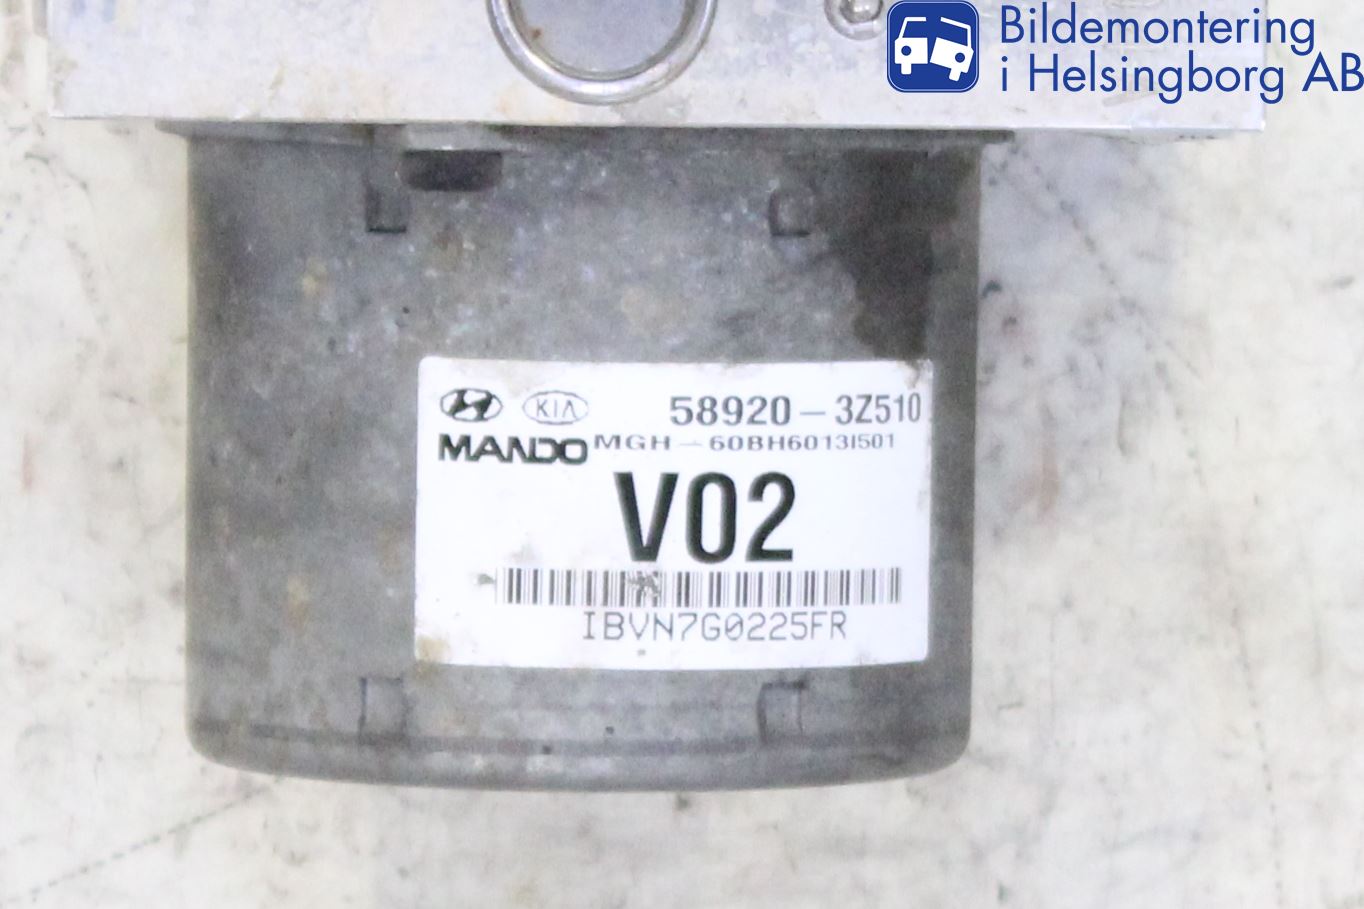 Bildemontering
i Helsingborg AB
KIA 58920-3Z510
MANDO MGH-60BH6013I501
V02
IBVN7G0225FR